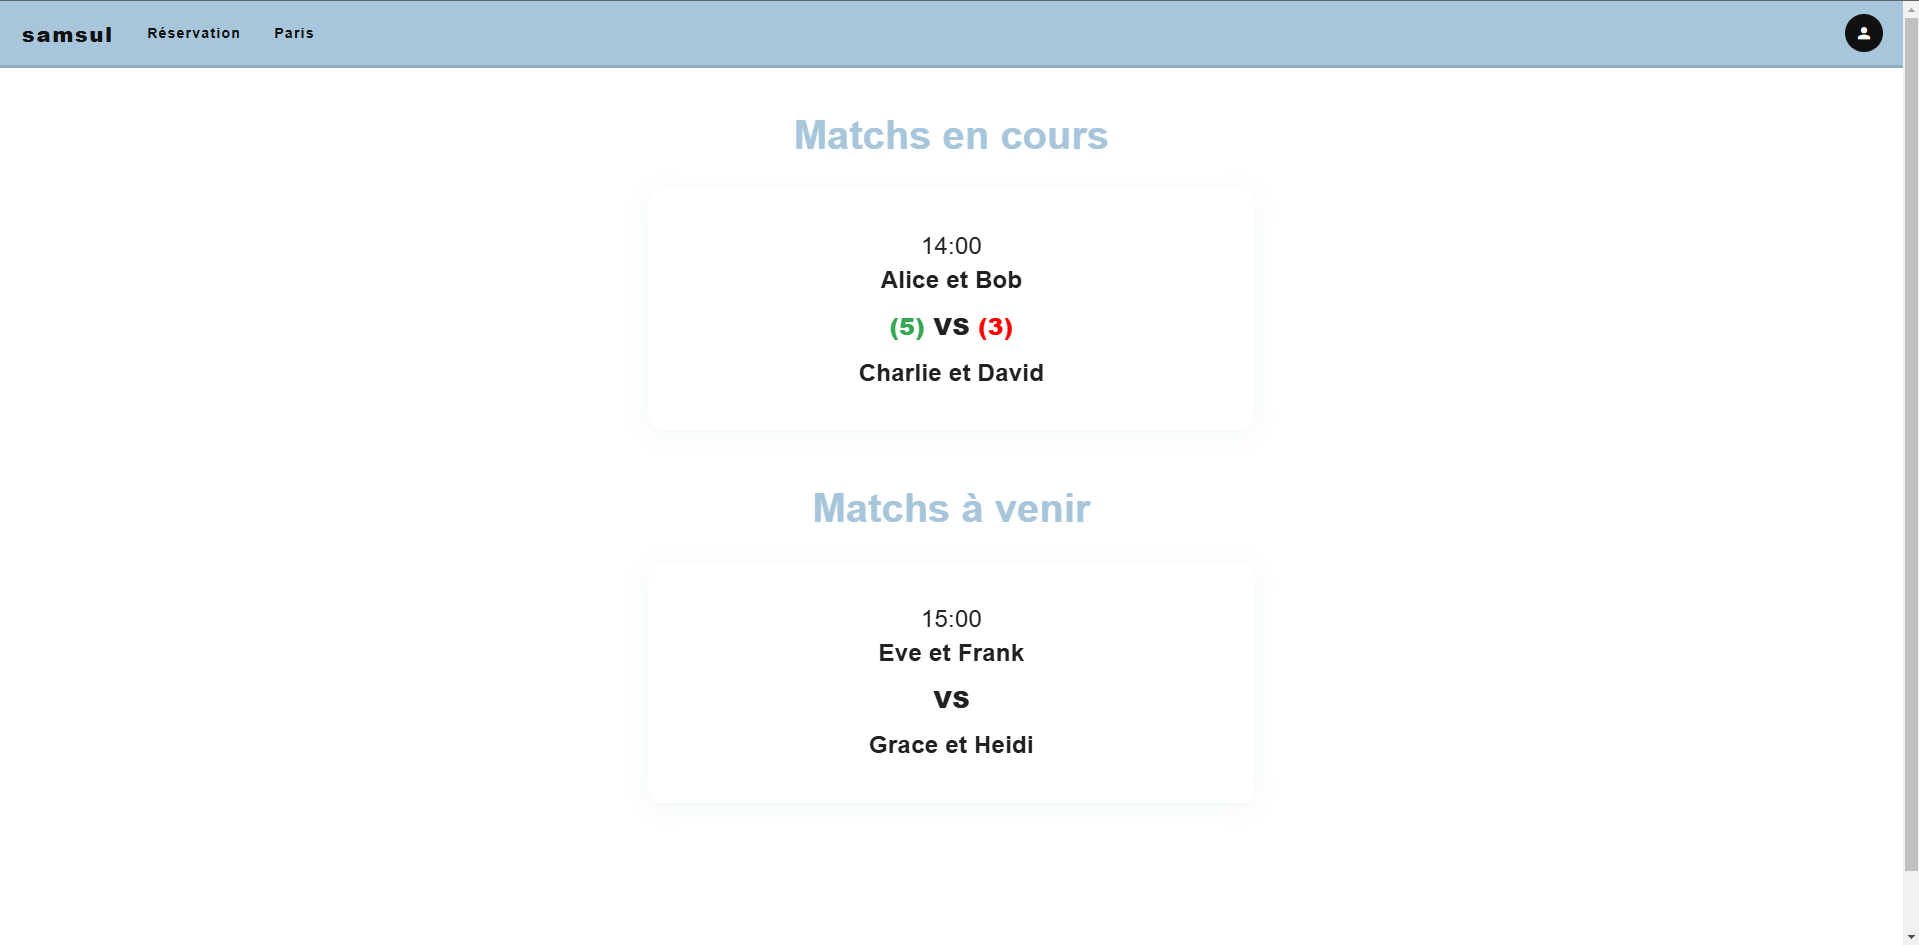 samsul Réservation Paris
Matchs en cours
14:00
Alice et Bob
(5) VS (3)
Charlie et David
Matchs à venir
15:00
Eve et Frank
VS
Grace et Heidi